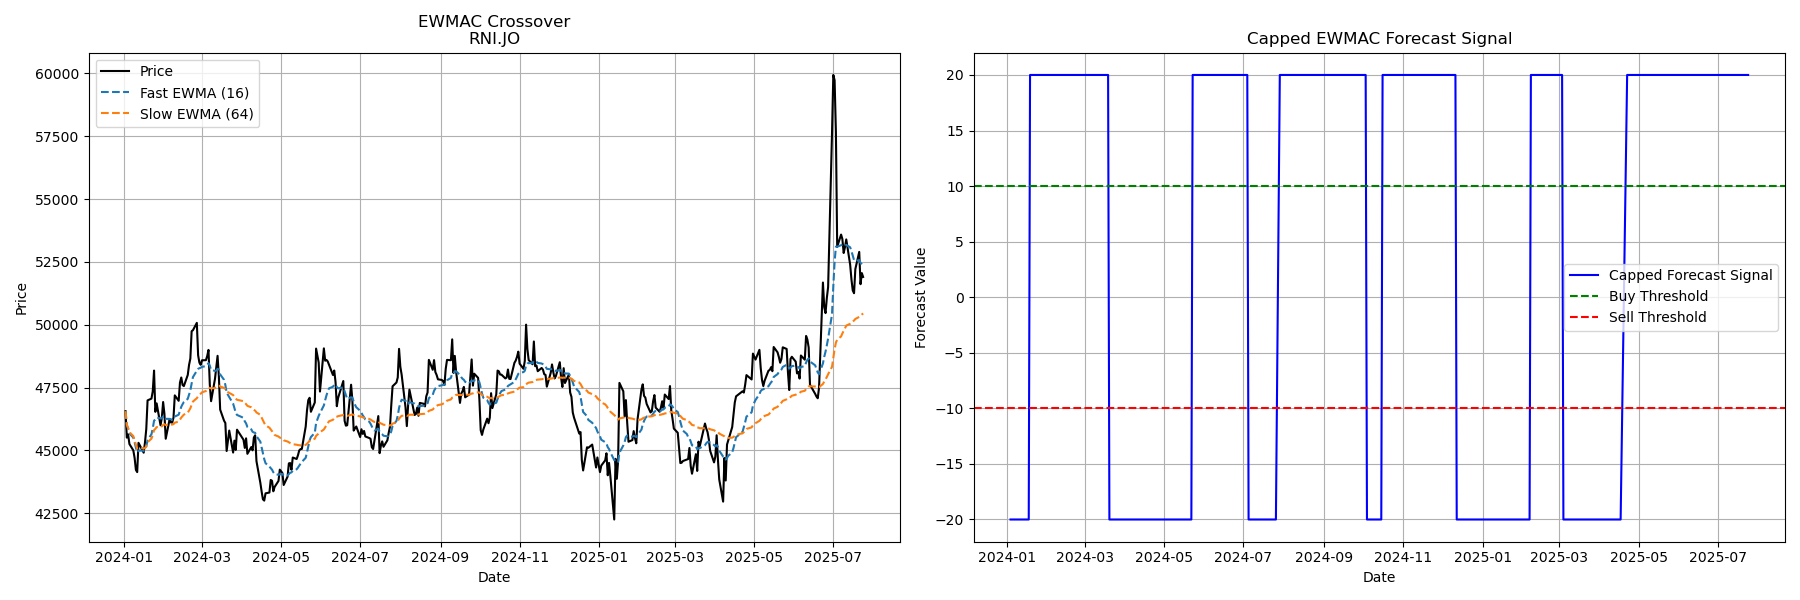 EWMAC Crossover
RNI.JO
Price
Fast EWMA (16)
Slow EWMA (64)
60000
57500
55000
52500
50000
47500
45000
42500
Price
2024-01 2024-03 2024-05 2024-07 2024-09 2024-11 2025-01 2025-03 2025-05 2025-07
Date
Capped EWMAC Forecast Signal
20
15
10
5
0
−5
−10
−15
−20
Forecast Value
Capped Forecast Signal
Buy Threshold
Sell Threshold
2024-01 2024-03 2024-05 2024-07 2024-09 2024-11 2025-01 2025-03 2025-05 2025-07
Date